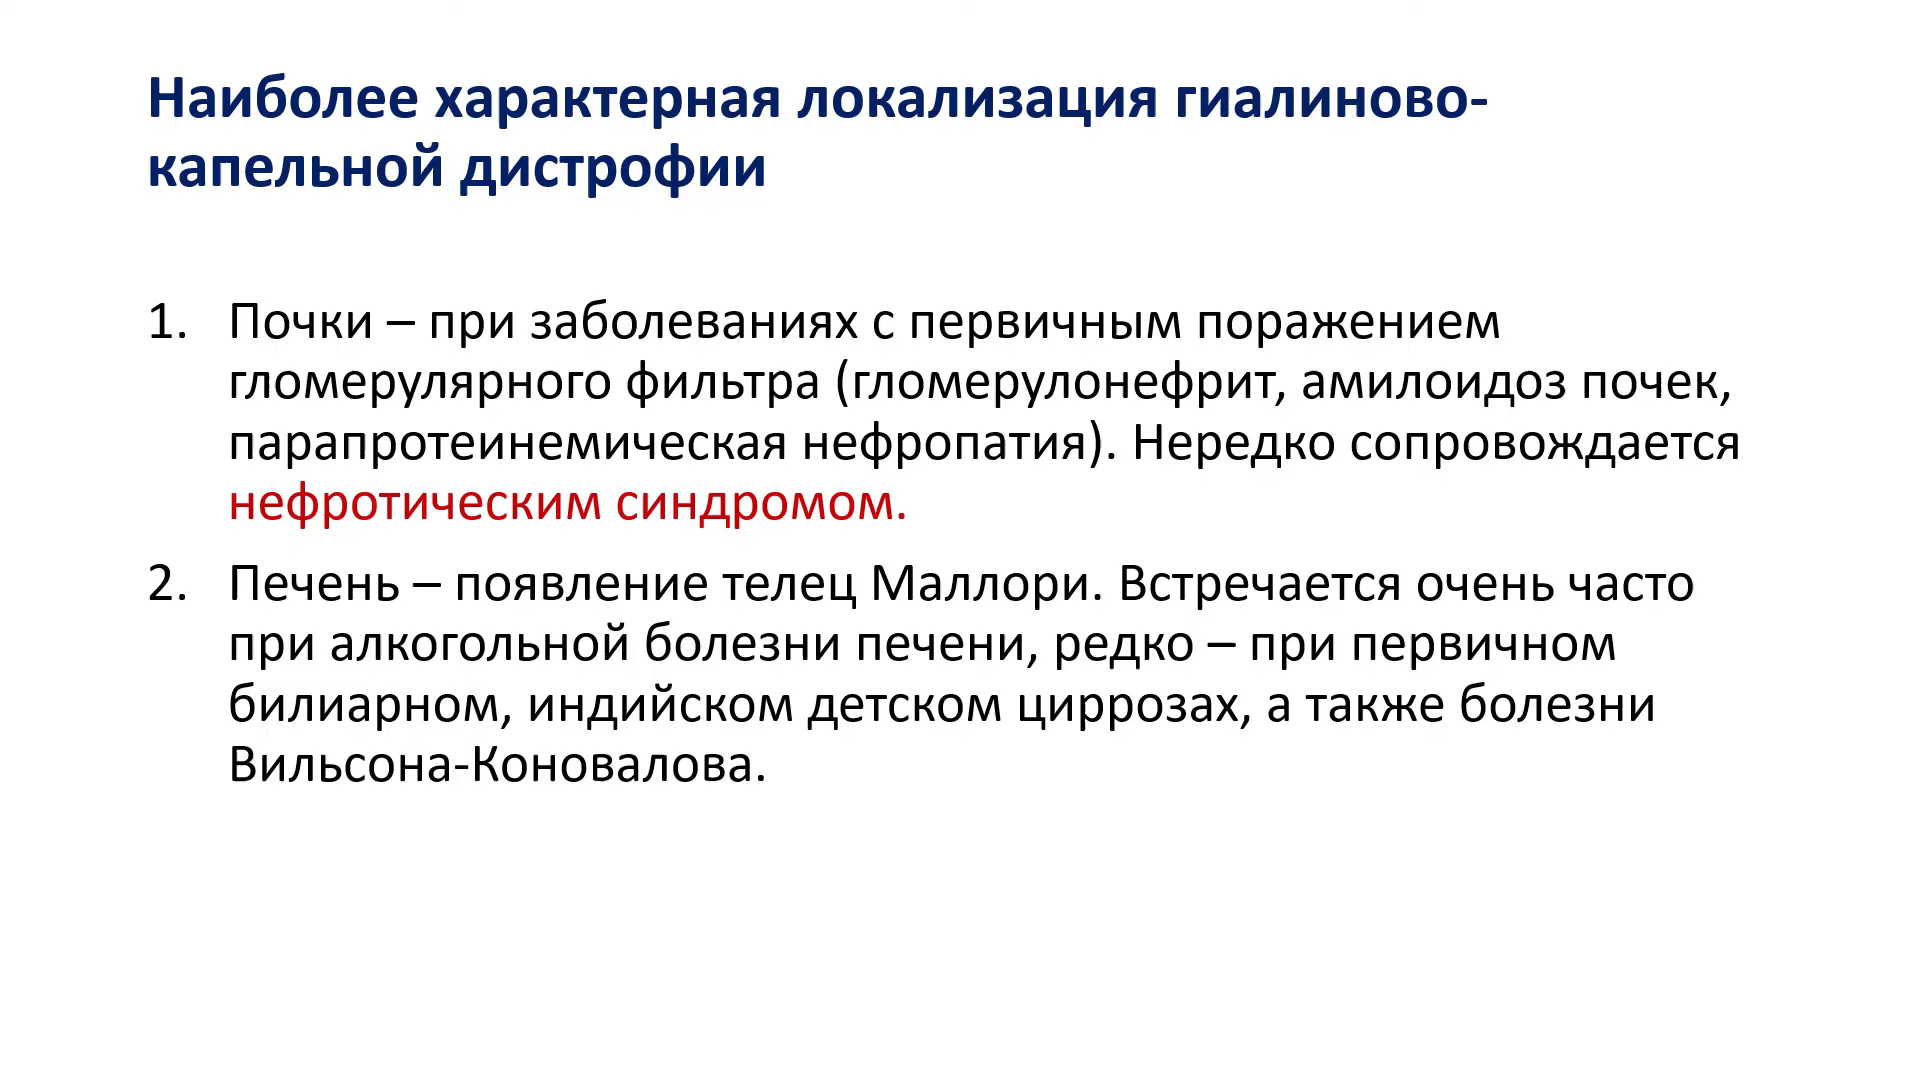 Наиболее характерная локализация гиалиново-
капельной дистрофии
1. Почки – при заболеваниях с первичным поражением
гломерулярного фильтра (гломерулонефрит, амилоидоз почек,
парапротеинемическая нефропатия). Нередко сопровождается
нефротическим синдромом.
2. Печень – появление телец Маллори. Встречается очень часто
при алкогольной болезни печени, редко – при первичном
билиарном, индийском детском циррозах, а также болезни
Вильсона-Коновалова.